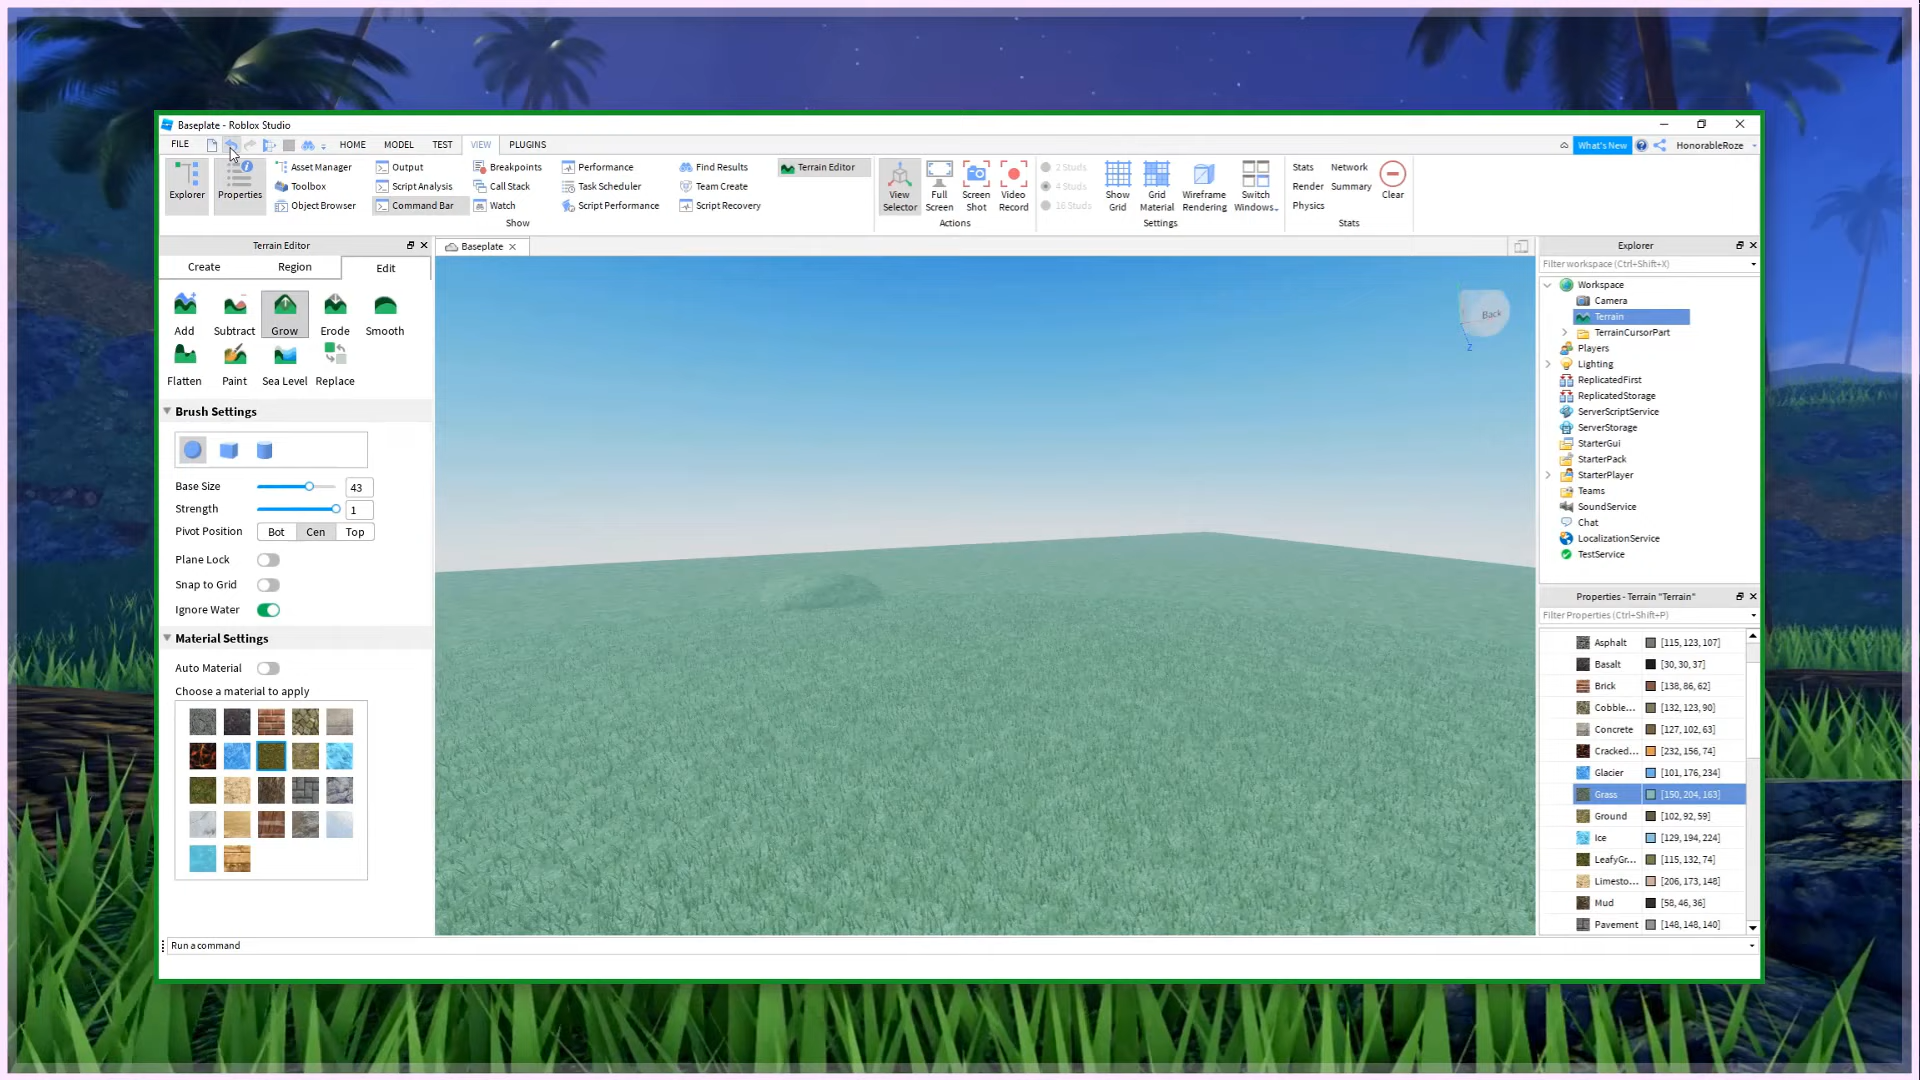 Baseplate - Roblox Studio
FILE HOME MODEL TEST VIEW PLUGINS What's New HonorableRoze
Explorer
Properties
Asset Manager
Toolbox
Object Browser
Output
Script Analysis
Command Bar
Breakpoints
Call Stack
Watch
Performance
Task Scheduler
Script Performance
Find Results
Team Create
Script Recovery
Terrain Editor
Show
View
Selector
Full
Screen
Screen
Shot
Video
Record
Actions
2 Studs
4 Studs
16 Studs
Show
Grid
Grid
Material
Wireframe
Rendering
Switch
Windows
Settings
Stats Network
Render Summary
Physics
Clear
Stats
Terrain Editor
Create Region Edit
Add Subtract Grow Erode Smooth
Flatten Paint Sea Level Replace
Brush Settings
Base Size 43
Strength 1
Pivot Position Bot Cen Top
Plane Lock
Snap to Grid
Ignore Water
Material Settings
Auto Material
Choose a material to apply
Baseplate
Back
Z
Explorer
Filter workspace (Ctrl+Shift+X)
Workspace
Camera
Terrain
TerrainCursorPart
Players
Lighting
ReplicatedFirst
ReplicatedStorage
ServerScriptService
ServerStorage
StarterGui
StarterPack
StarterPlayer
Teams
SoundService
Chat
LocalizationService
TestService
Properties - Terrain "Terrain"
Filter Properties (Ctrl+Shift+P)
Asphalt [115, 123, 107]
Basalt [30, 30, 37]
Brick [138, 86, 62]
Cobble... [132, 123, 90]
Concrete [127, 102, 63]
Cracked... [232, 156, 74]
Glacier [101, 176, 234]
Grass [150, 204, 163]
Ground [102, 92, 59]
Ice [129, 194, 224]
LeafyGr... [115, 132, 74]
Limesto... [206, 173, 148]
Mud [58, 46, 36]
Pavement [148, 148, 140]
Run a command